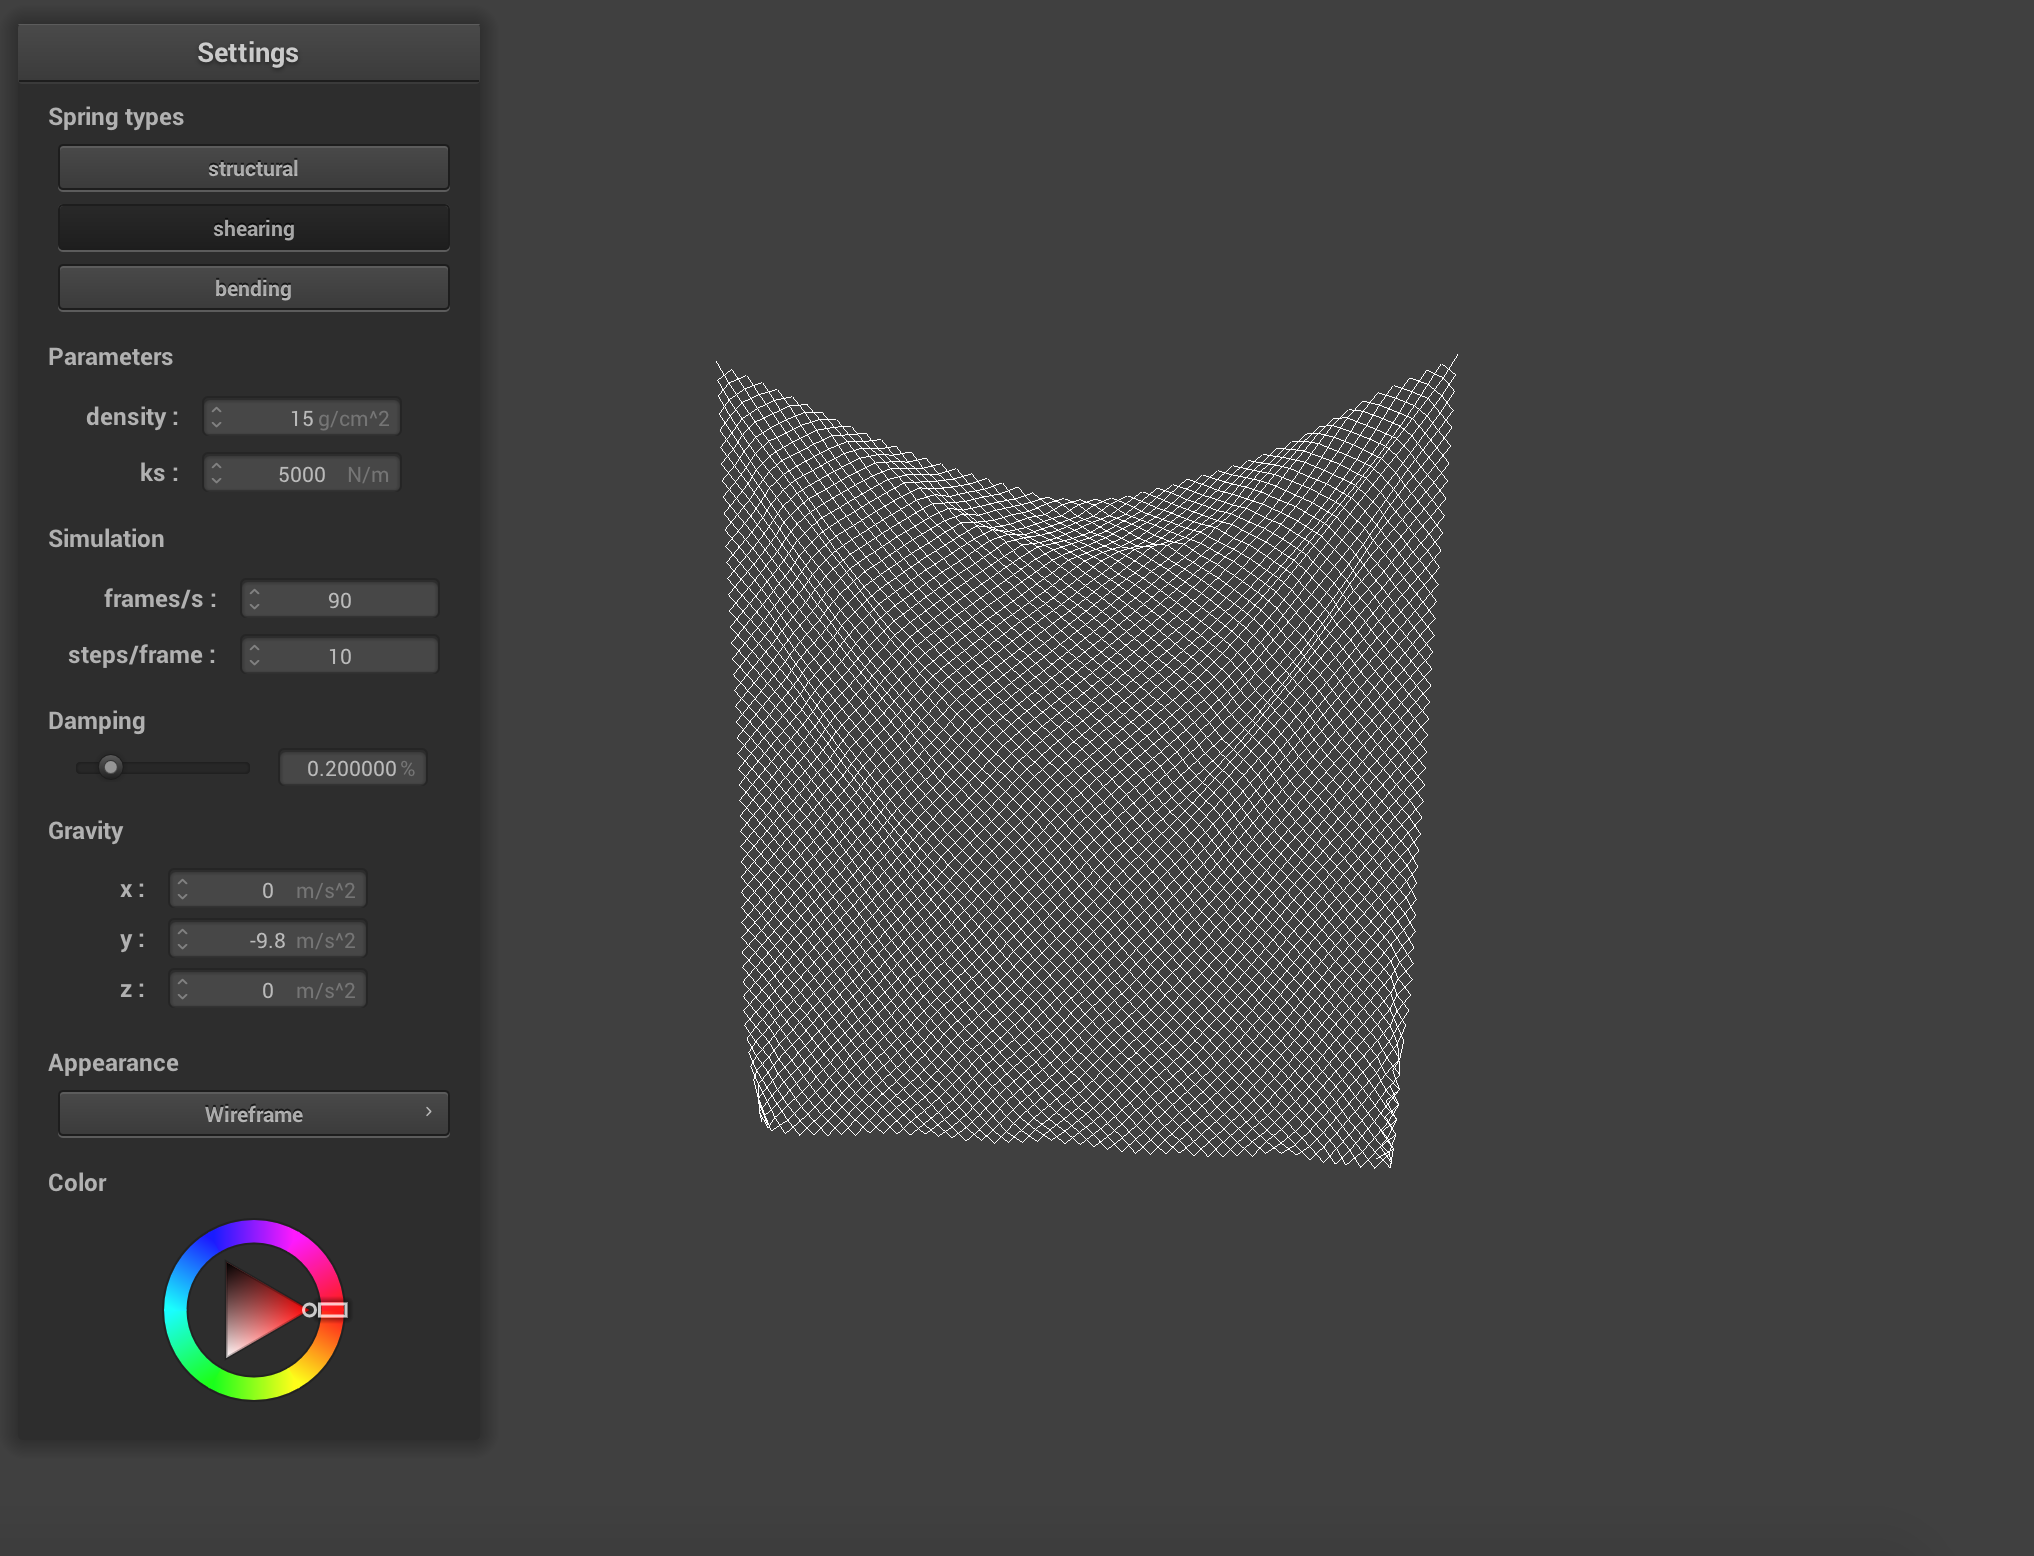 Settings
Spring types
structural
shearing
bending
Parameters
density : 15 g/cm^2
ks : 5000 N/m
Simulation
frames/s : 90
steps/frame : 10
Damping
0.200000 %
Gravity
x : 0 m/s^2
y : -9.8 m/s^2
z : 0 m/s^2
Appearance
Wireframe
Color